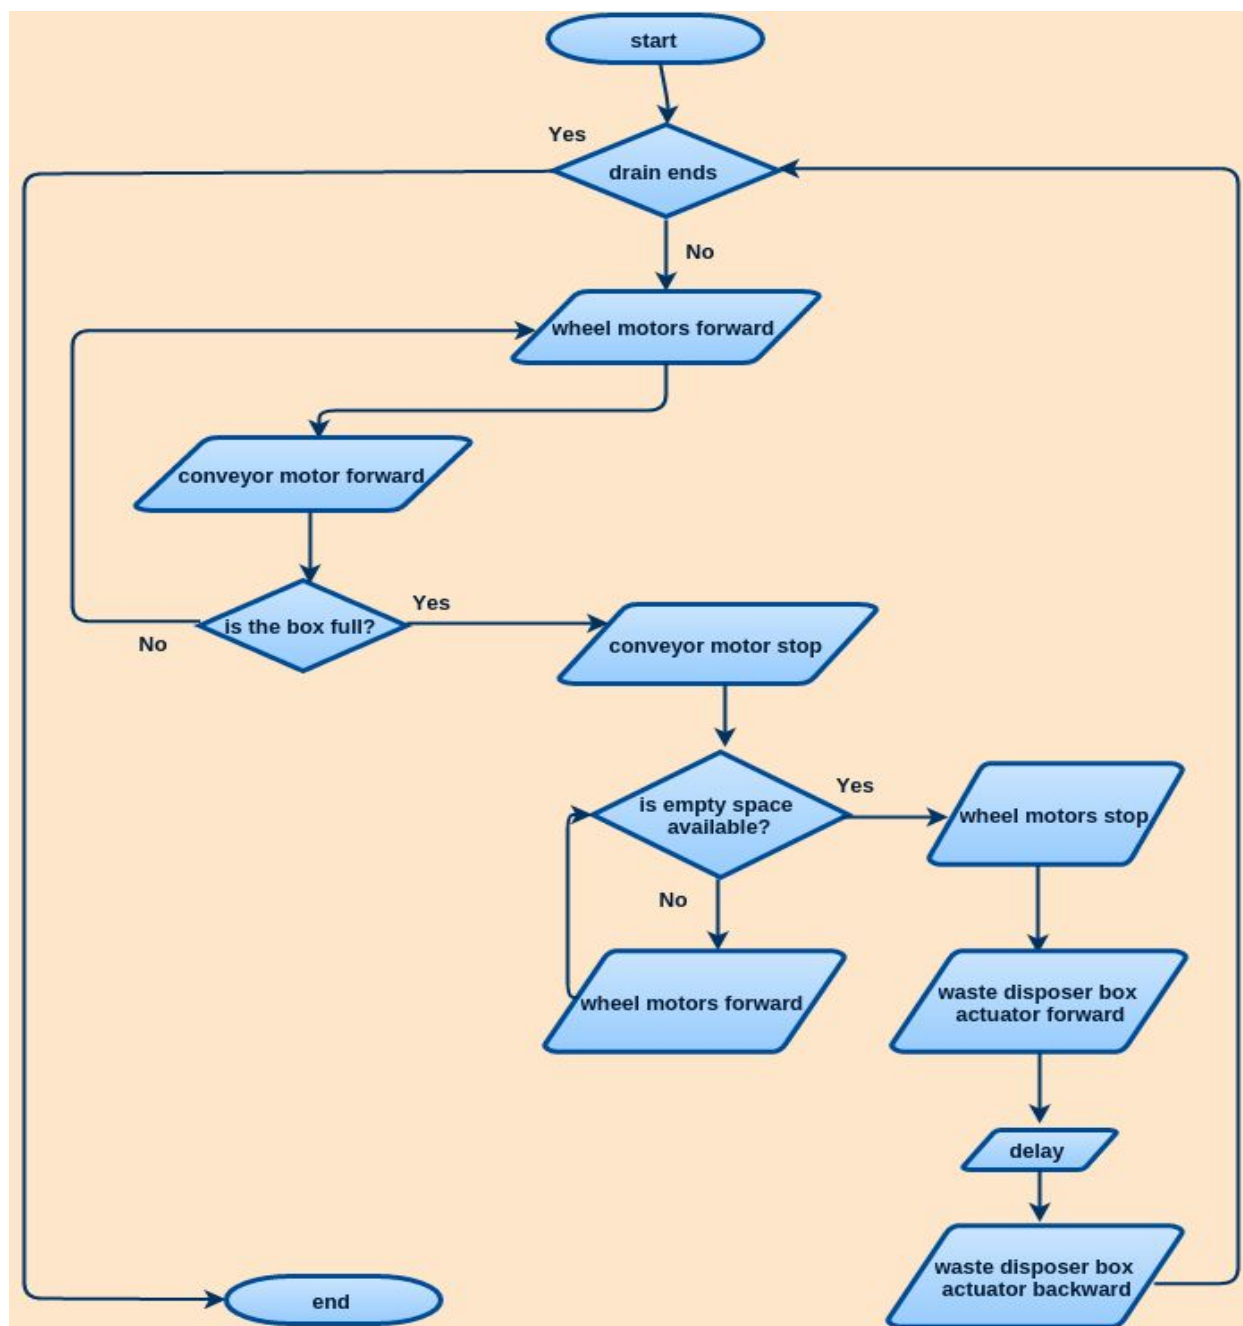 start
Yes
drain ends
No
wheel motors forward
conveyor motor forward
is the box full?
Yes
No
conveyor motor stop
is empty space
available?
Yes
wheel motors stop
No
wheel motors forward
waste disposer box
actuator forward
delay
waste disposer box
actuator backward
end